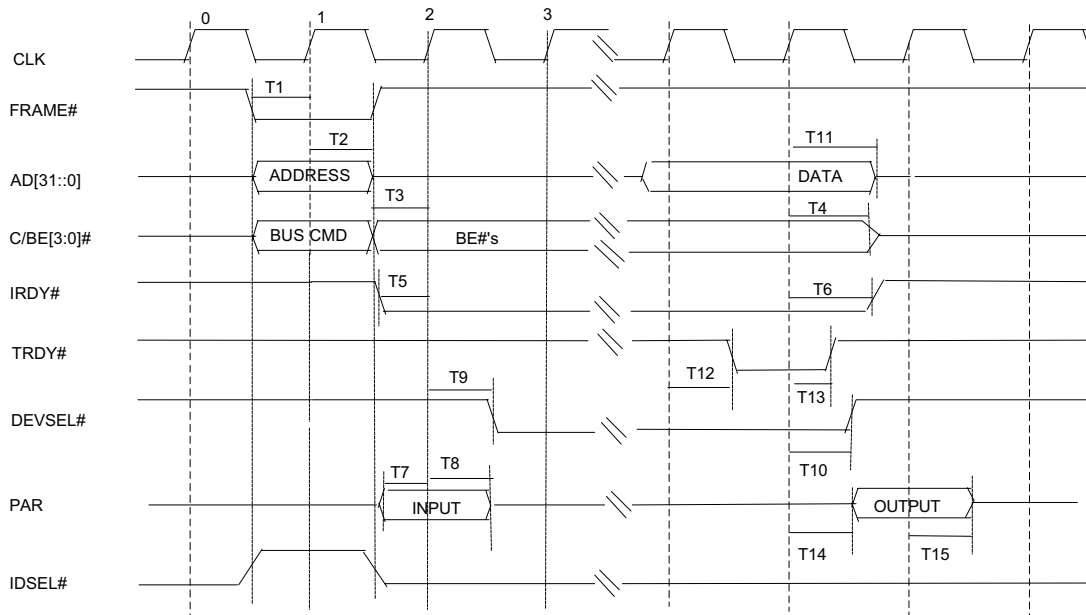 0 1 2 3
CLK
T1
FRAME#
T2 T11
AD[31::0] ADDRESS DATA
T3 T4
C/BE[3:0]# BUS CMD BE#'s
IRDY# T5 T6
TRDY#
T9 T12 T13
DEVSEL#
T7 T8 T10
PAR INPUT OUTPUT
T14 T15
IDSEL#